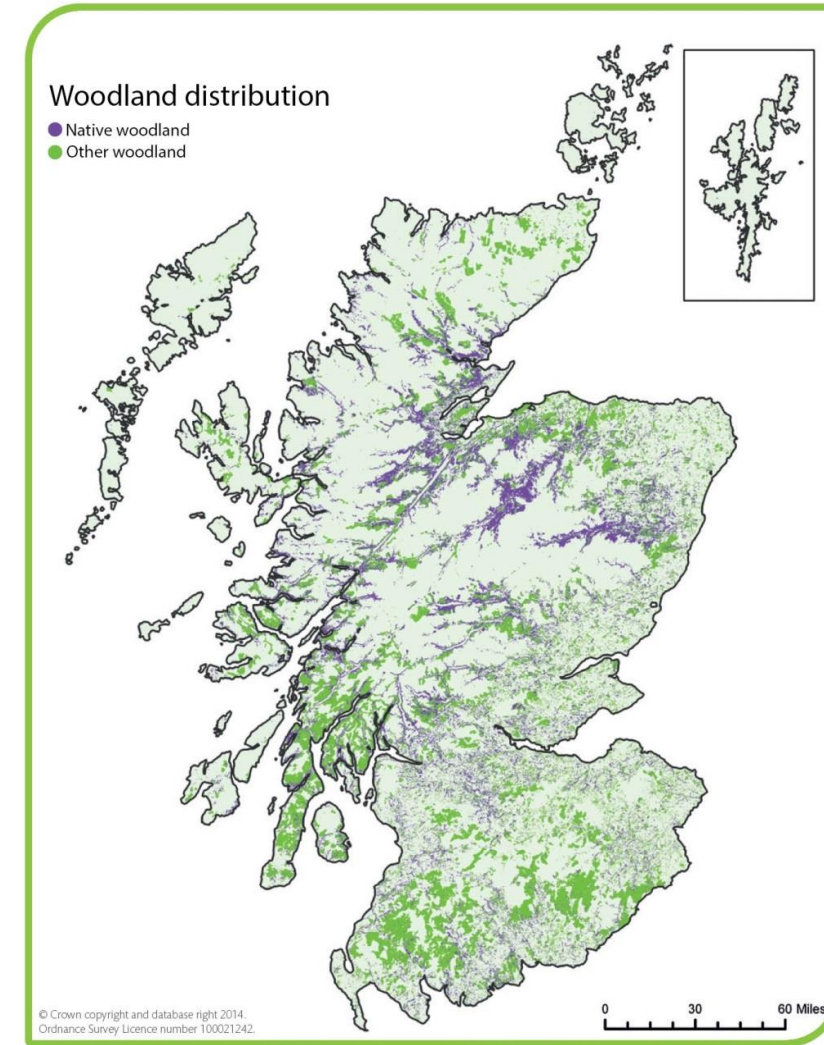 Woodland distribution
Native woodland
Other woodland
0 30 60 Miles
© Crown copyright and database right 2014.
Ordnance Survey Licence number 100021242.